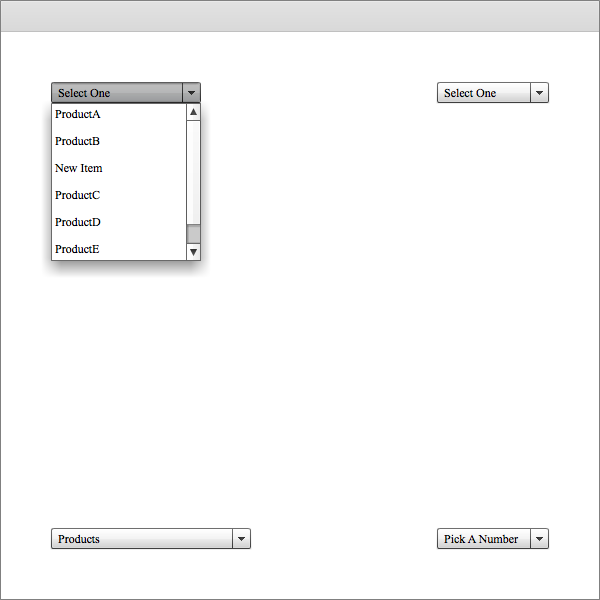 Select One
Select One
ProductA
ProductB
New Item
ProductC
ProductD
ProductE
Products
Pick A Number